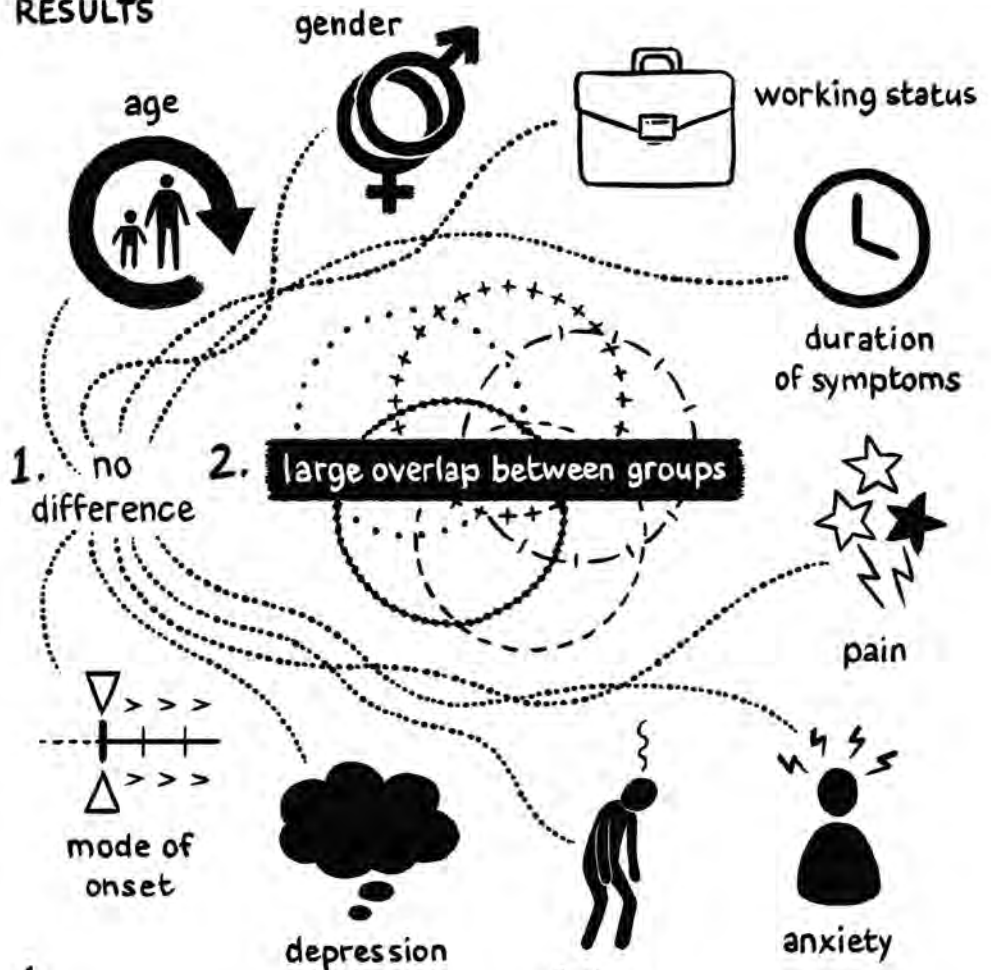 RESULTS
gender
age
working status
duration
of symptoms
1. no
difference
2. large overlap between groups
pain
mode of
onset
depression
anxiety